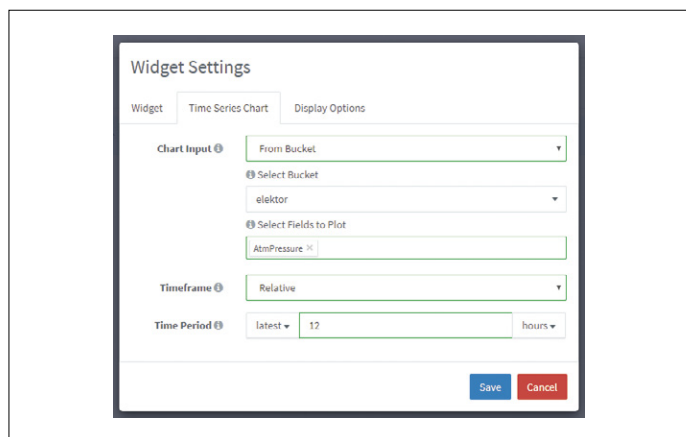 Widget Settings
Widget Time Series Chart Display Options
Chart Input From Bucket
Select Bucket
elektor
Select Fields to Plot
AtmPressure ×
Timeframe Relative
Time Period latest 12 hours
Save Cancel